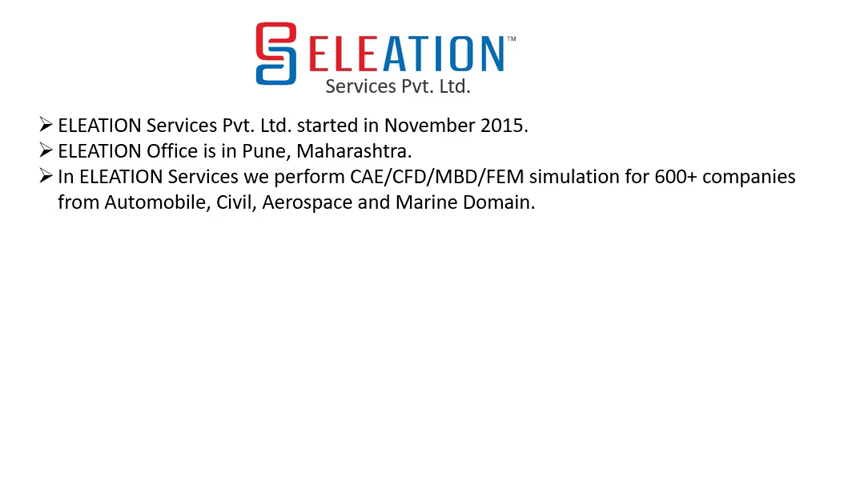 ELEATION™
Services Pvt. Ltd.
➢ ELEATION Services Pvt. Ltd. started in November 2015.
➢ ELEATION Office is in Pune, Maharashtra.
➢ In ELEATION Services we perform CAE/CFD/MBD/FEM simulation for 600+ companies
from Automobile, Civil, Aerospace and Marine Domain.